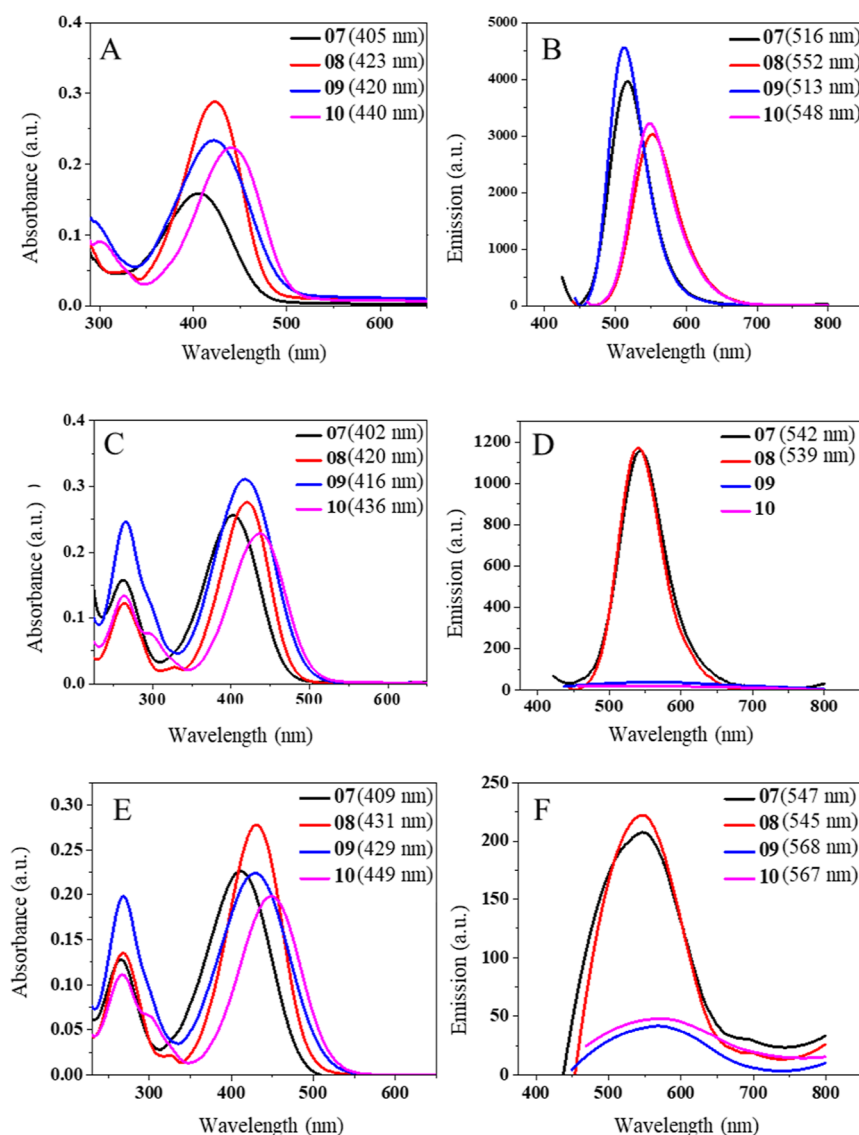 A
07 (405 nm)
08 (423 nm)
09 (420 nm)
10 (440 nm)
0.4
0.3
0.2
0.1
0.0
Absorbance (a.u.)
300 400 500 600
Wavelength (nm)
B
07 (516 nm)
08 (552 nm)
09 (513 nm)
10 (548 nm)
5000
4000
3000
2000
1000
0
Emission (a.u.)
400 500 600 700 800
Wavelength (nm)
C
07 (402 nm)
08 (420 nm)
09 (416 nm)
10 (436 nm)
0.4
0.3
0.2
0.1
0.0
Absorbance (a.u.)
)
300 400 500 600
Wavelength (nm)
D
07 (542 nm)
08 (539 nm)
09
10
1200
1000
800
600
400
200
0
Emission (a.u.)
400 500 600 700 800
Wavelength (nm)
E
07 (409 nm)
08 (431 nm)
09 (429 nm)
10 (449 nm)
0.30
0.25
0.20
0.15
0.10
0.05
0.00
Absorbance (a.u.)
300 400 500 600
Wavelength (nm)
F
07 (547 nm)
08 (545 nm)
09 (568 nm)
10 (567 nm)
250
200
150
100
50
0
Emission (a.u.)
400 500 600 700 800
Wavelength (nm)